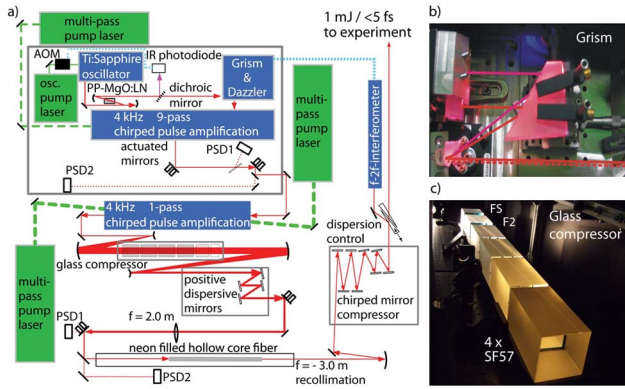 a)
multi-pass
pump laser
AOM
Ti:Sapphire
oscillator
IR photodiode
osc.
pump
laser
PP-MgO:LN
dichroic
mirror
Grism
&
Dazzler
4 kHz 9-pass
chirped pulse amplification
actuated
mirrors
PSD1
PSD2
multi-
pass
pump
laser
1 mJ / <5 fs
to experiment
f-2f-interferometer
4 kHz 1-pass
chirped pulse amplification
glass compressor
multi-
pass
pump
laser
positive
dispersive
mirrors
dispersion
control
chirped mirror
compressor
PSD1
f = 2.0 m
neon filled hollow core fiber
PSD2
f = - 3.0 m
recollimation
b)
Grism
c)
FS
F2
Glass
compressor
4 x
SF57